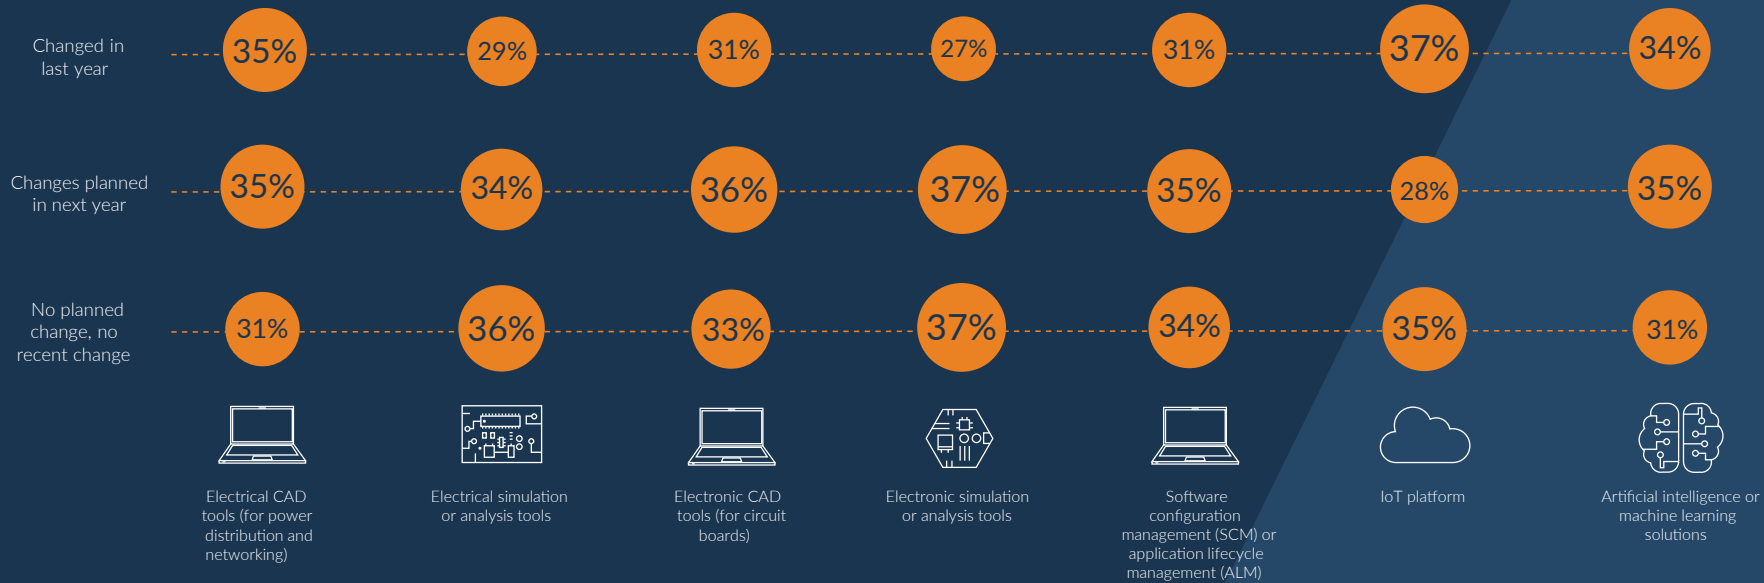 Changed in
last year
35%
29%
31%
27%
31%
37%
34%
Changes planned
in next year
35%
34%
36%
37%
35%
28%
35%
No planned
change, no
recent change
31%
36%
33%
37%
34%
35%
31%
Electrical CAD
tools (for power
distribution and
networking)
Electrical simulation
or analysis tools
Electronic CAD
tools (for circuit
boards)
Electronic simulation
or analysis tools
Software
configuration
management (SCM) or
application lifecycle
management (ALM)
IoT platform
Artificial intelligence or
machine learning
solutions